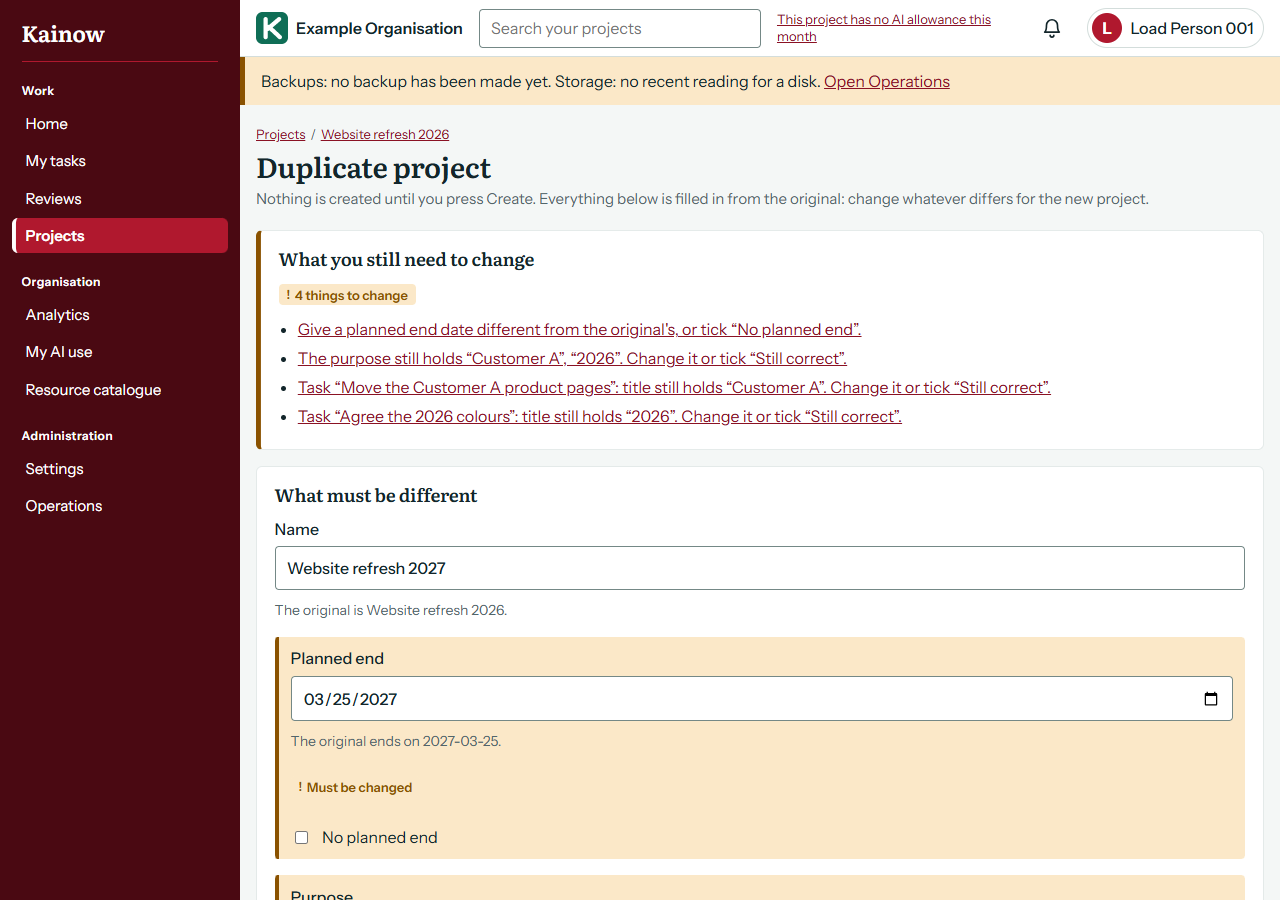 Kainow
Work
Home
My tasks
Reviews
Projects
Organisation
Analytics
My AI use
Resource catalogue
Administration
Settings
Operations
K Example Organisation
Search your projects
This project has no AI allowance this
month
L Load Person 001
Backups: no backup has been made yet. Storage: no recent reading for a disk. Open Operations
Projects / Website refresh 2026
Duplicate project
Nothing is created until you press Create. Everything below is filled in from the original: change whatever differs for the new project.
What you still need to change
! 4 things to change
• Give a planned end date different from the original’s, or tick “No planned end”.
• The purpose still holds “Customer A”, “2026”. Change it or tick “Still correct”.
• Task “Move the Customer A product pages”: title still holds “Customer A”. Change it or tick “Still correct”.
• Task “Agree the 2026 colours”: title still holds “2026”. Change it or tick “Still correct”.
What must be different
Name
Website refresh 2027
The original is Website refresh 2026.
Planned end
03/25/2027
The original ends on 2027-03-25.
! Must be changed
No planned end
Purpose